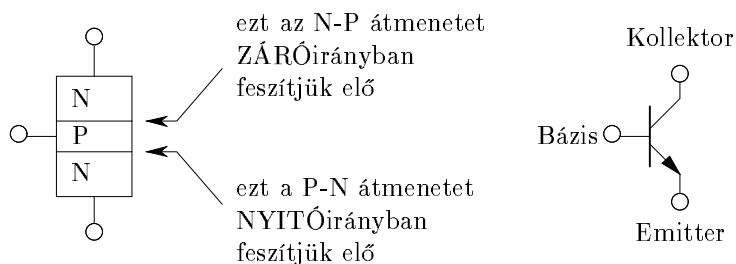 ezt az N-P átmenetet
ZÁRÓirányban
feszítjük elő
N
P
N
ezt a P-N átmenetet
NYITÓirányban
feszítjük elő
Kollektor
Bázis
Emitter